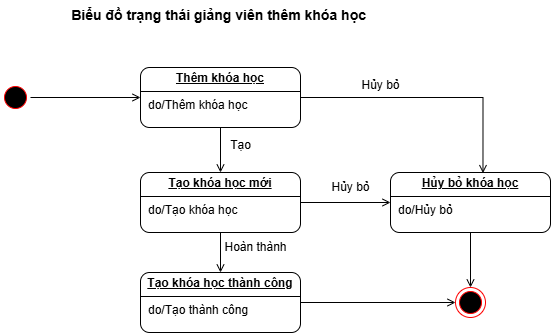 Biểu đồ trạng thái giảng viên thêm khóa học
Thêm khóa học
do/Thêm khóa học
Hủy bỏ
Tạo
Tạo khóa học mới
do/Tạo khóa học
Hủy bỏ
Hủy bỏ khóa học
do/Hủy bỏ
Hoàn thành
Tạo khóa học thành công
do/Tạo thành công